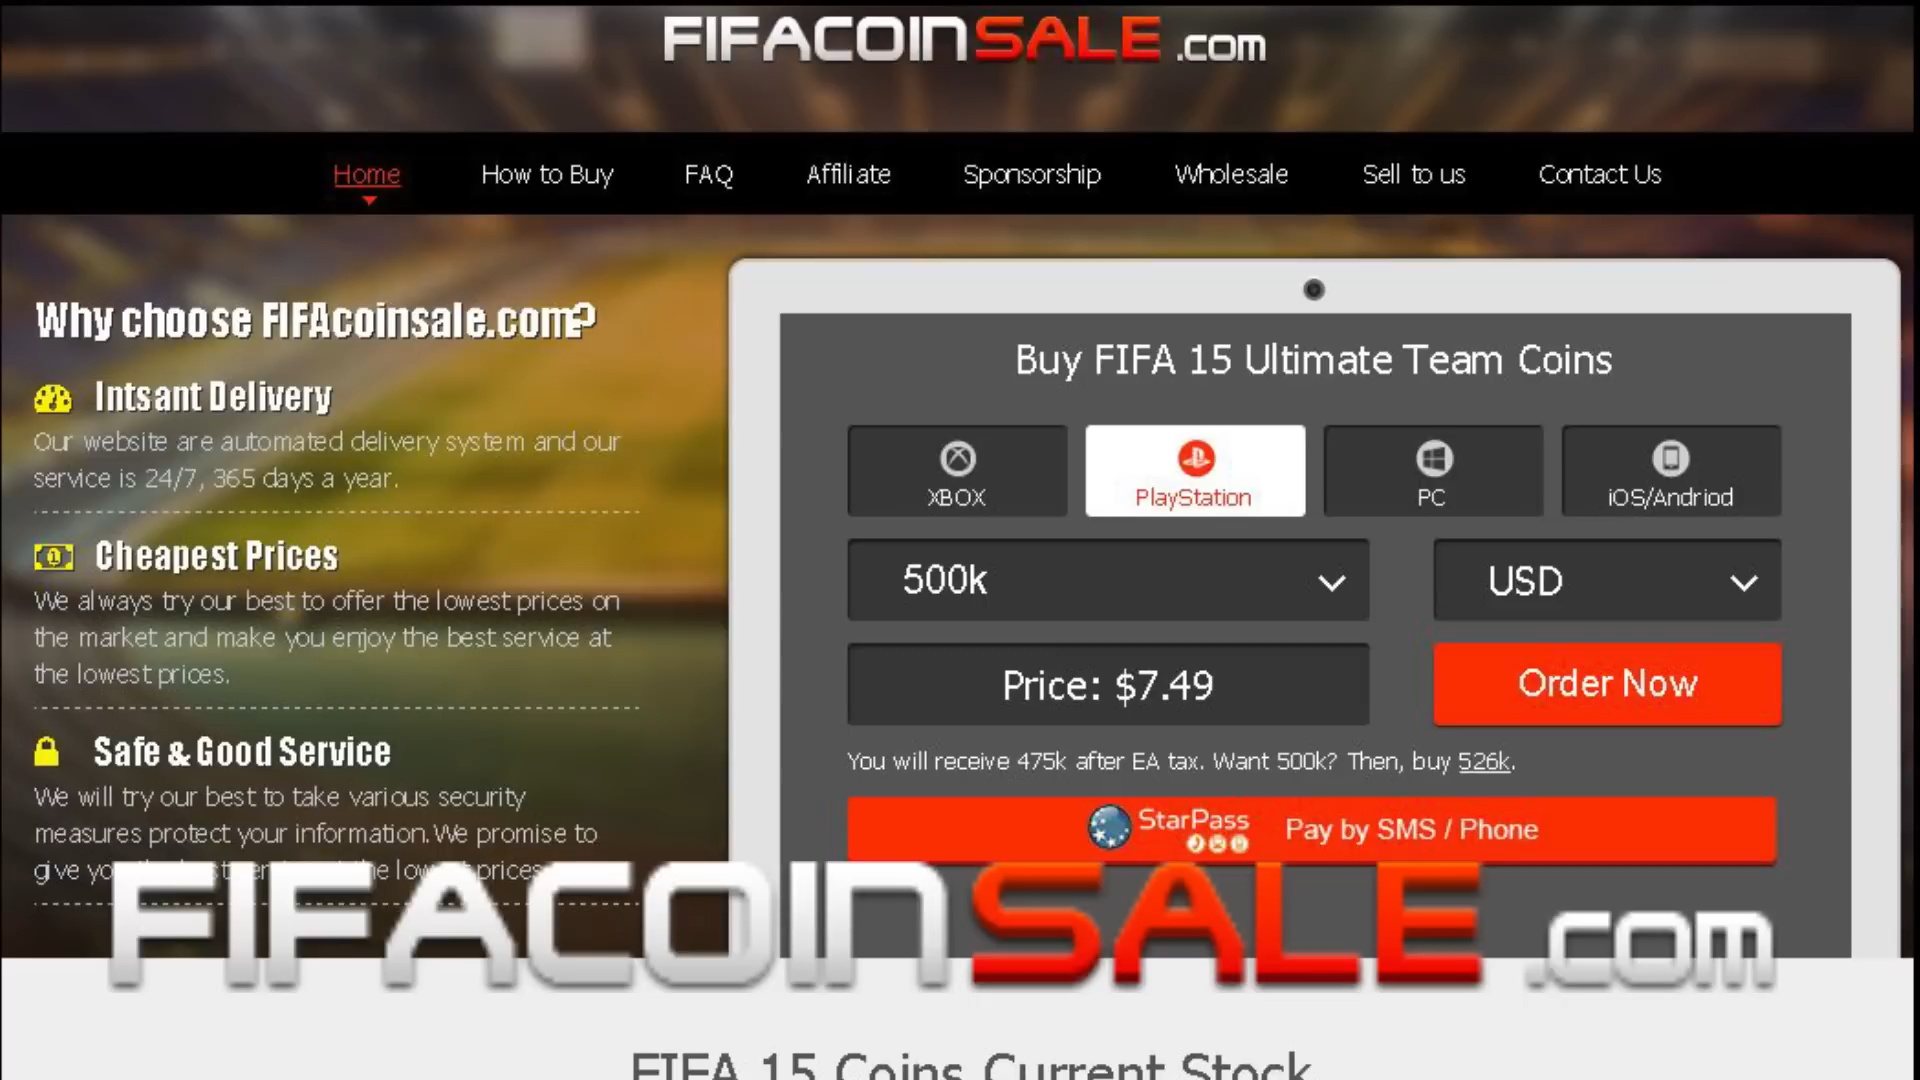 FIFACOINSALE.com
Home How to Buy FAQ Affiliate Sponsorship Wholesale Sell to us Contact Us
Why choose FIFAcoinsale.com?
Intsant Delivery
Our website are automated delivery system and our
service is 24/7, 365 days a year.
Cheapest Prices
We always try our best to offer the lowest prices on
the market and make you enjoy the best service at
the lowest prices.
Safe & Good Service
We will try our best to take various security
measures protect your information.We promise to
give lowest prices
Buy FIFA 15 Ultimate Team Coins
XBOX PlayStation PC iOS/Andriod
500k USD
Price: $7.49 Order Now
You will receive 475k after EA tax. Want 500k? Then, buy 526k.
StarPass Pay by SMS / Phone
FIFACOINSALE.com
FIFA 15 Coins Current Stock